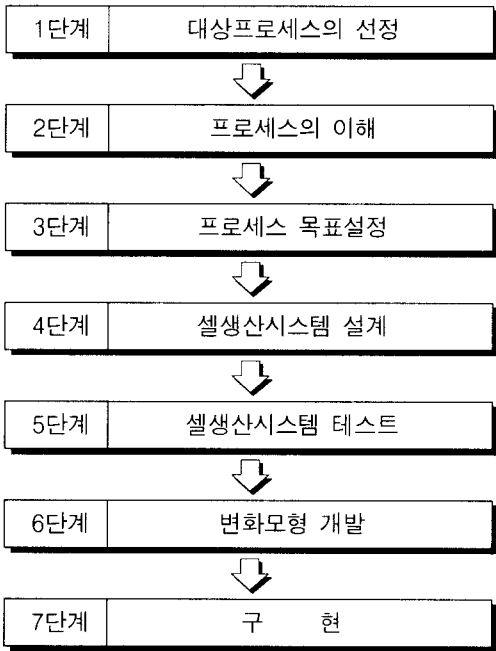 1단계 대상프로세스의 선정
2단계 프로세스의 이해
3단계 프로세스 목표설정
4단계 셀생산시스템 설계
5단계 셀생산시스템 테스트
6단계 변화모형 개발
7단계 구 현